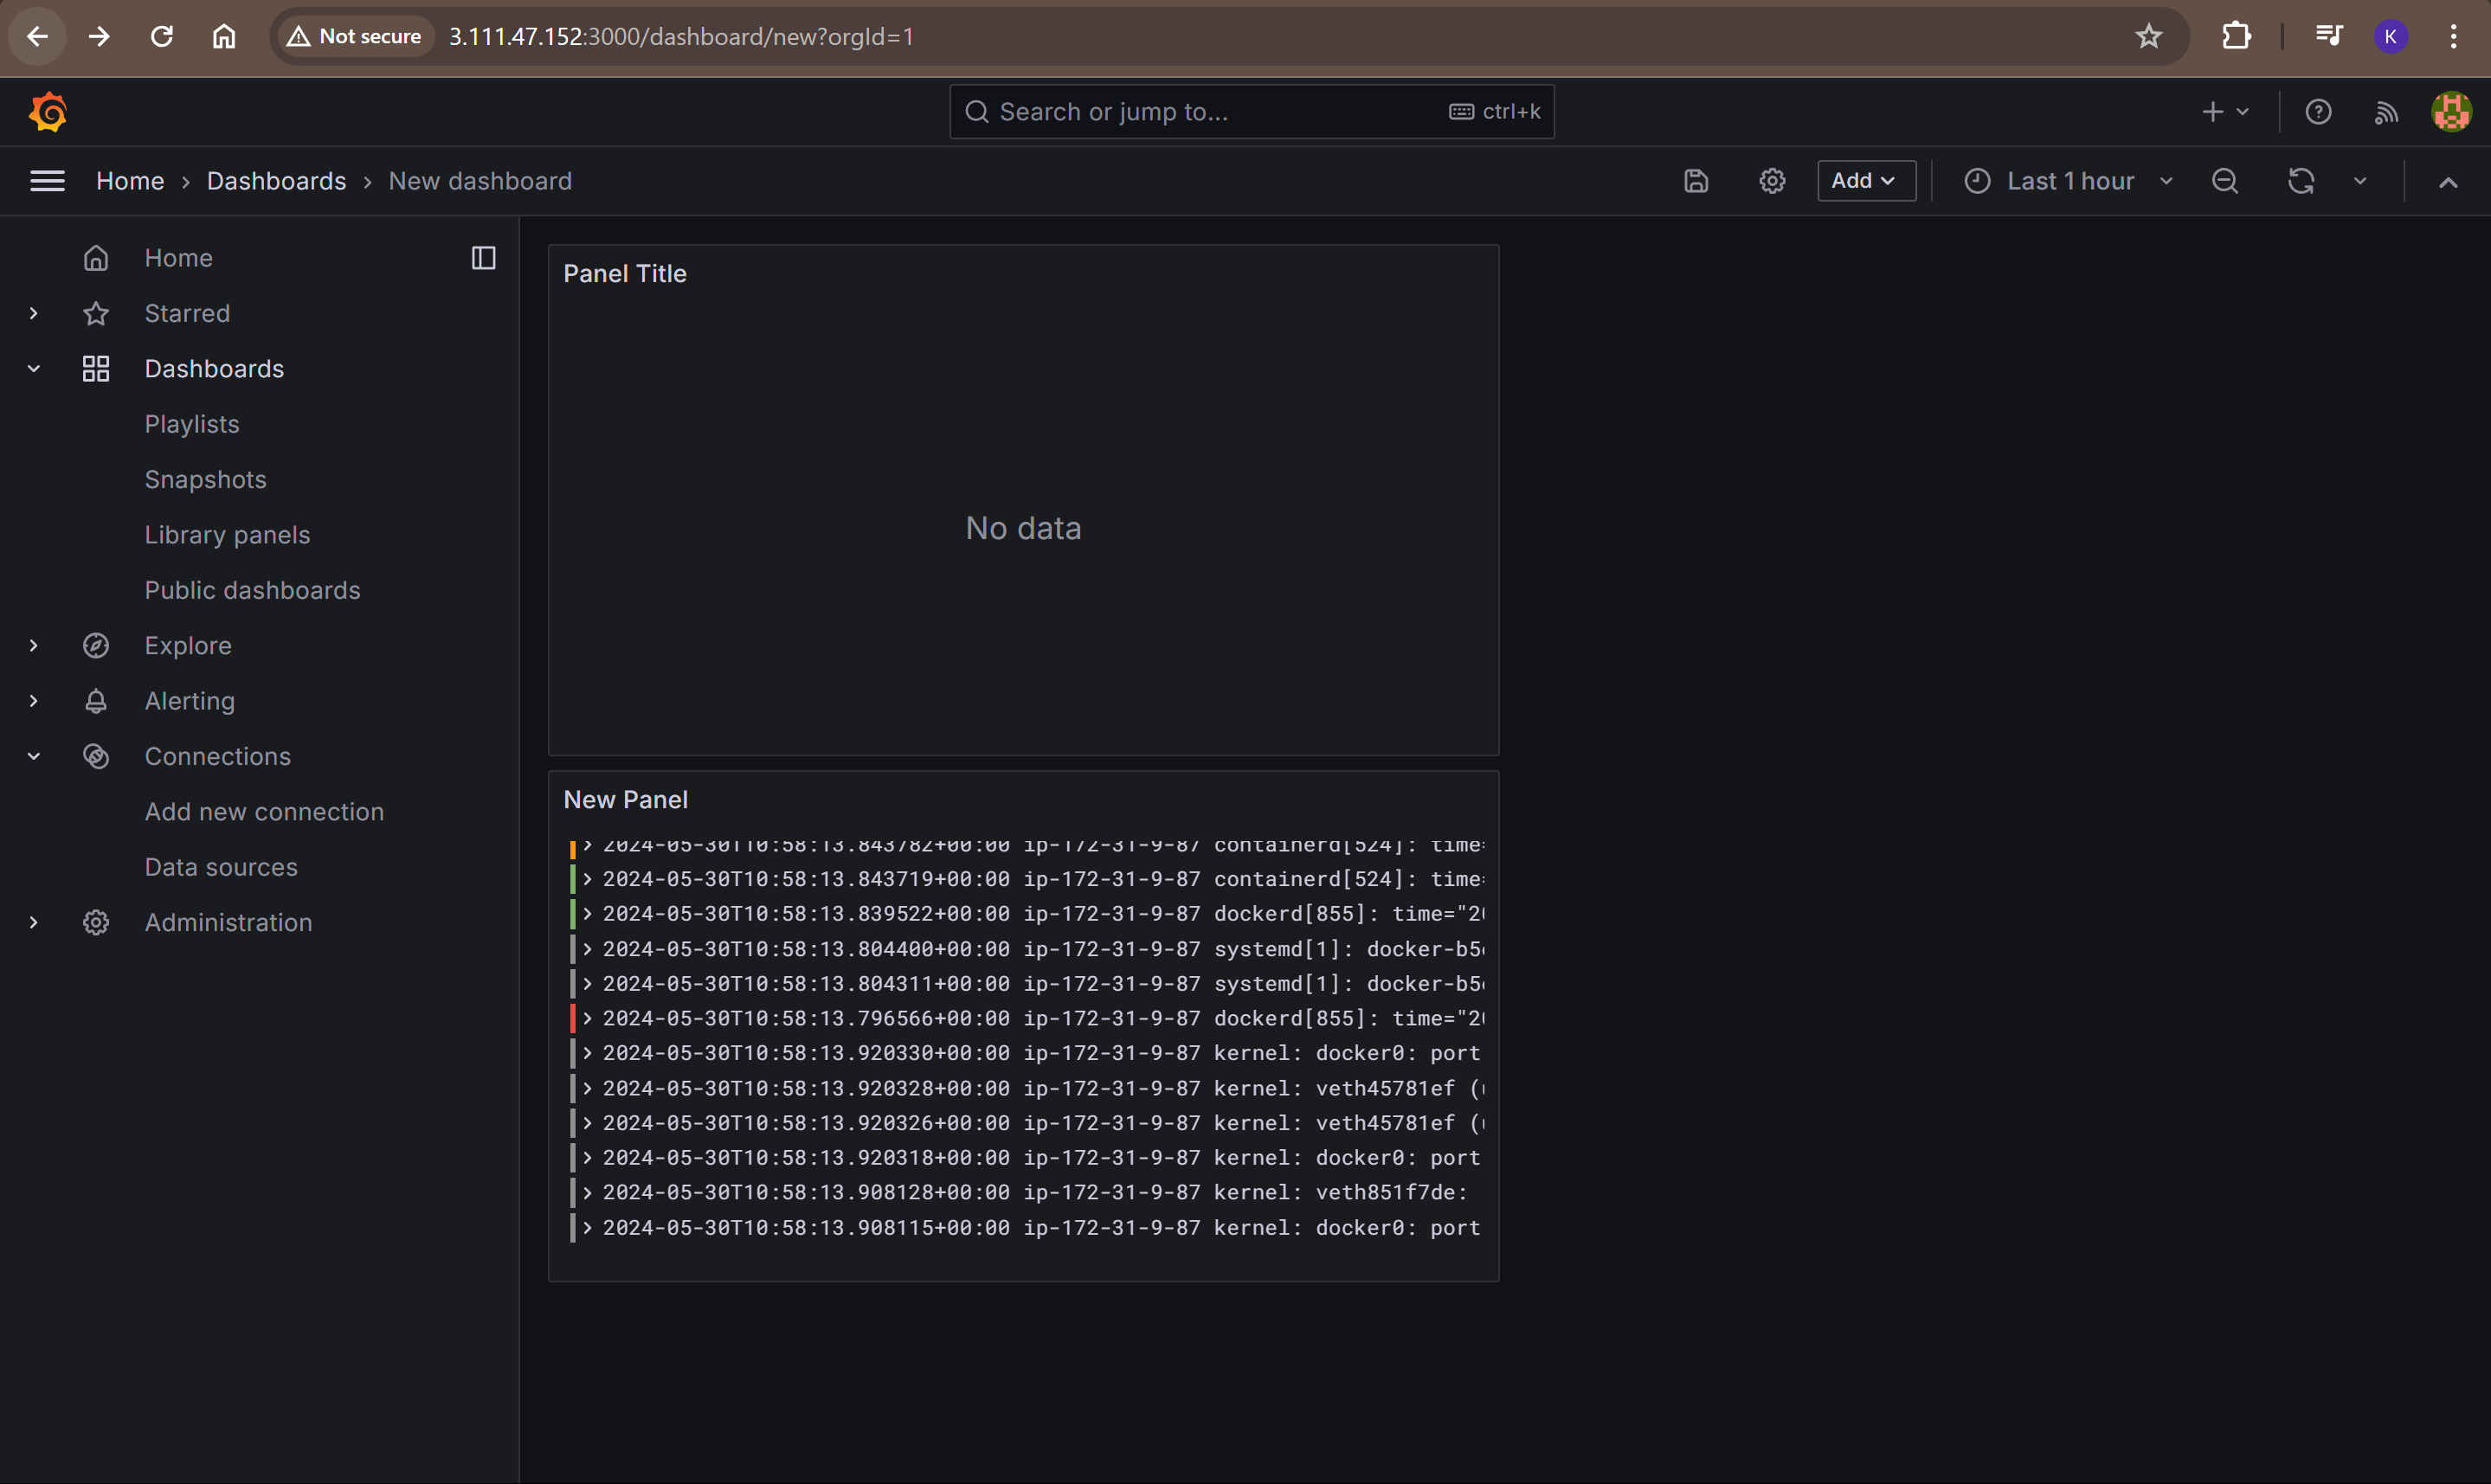 Not secure 3.111.47.152:3000/dashboard/new?orgId=1 K
Search or jump to... ctrl+k
Home › Dashboards › New dashboard Add Last 1 hour
Home
Starred
Dashboards
Playlists
Snapshots
Library panels
Public dashboards
Explore
Alerting
Connections
Add new connection
Data sources
Administration
Panel Title
No data
New Panel
2024-05-30T10:58:13.843782+00:00 ip-172-31-9-87 containerd[524]: time=
2024-05-30T10:58:13.843719+00:00 ip-172-31-9-87 containerd[524]: time=
2024-05-30T10:58:13.839522+00:00 ip-172-31-9-87 dockerd[855]: time="20
2024-05-30T10:58:13.804400+00:00 ip-172-31-9-87 systemd[1]: docker-b5
2024-05-30T10:58:13.804311+00:00 ip-172-31-9-87 systemd[1]: docker-b5
2024-05-30T10:58:13.796566+00:00 ip-172-31-9-87 dockerd[855]: time="20
2024-05-30T10:58:13.920330+00:00 ip-172-31-9-87 kernel: docker0: port
2024-05-30T10:58:13.920328+00:00 ip-172-31-9-87 kernel: veth45781ef (
2024-05-30T10:58:13.920326+00:00 ip-172-31-9-87 kernel: veth45781ef (
2024-05-30T10:58:13.920318+00:00 ip-172-31-9-87 kernel: docker0: port
2024-05-30T10:58:13.908128+00:00 ip-172-31-9-87 kernel: veth851f7de:
2024-05-30T10:58:13.908115+00:00 ip-172-31-9-87 kernel: docker0: port